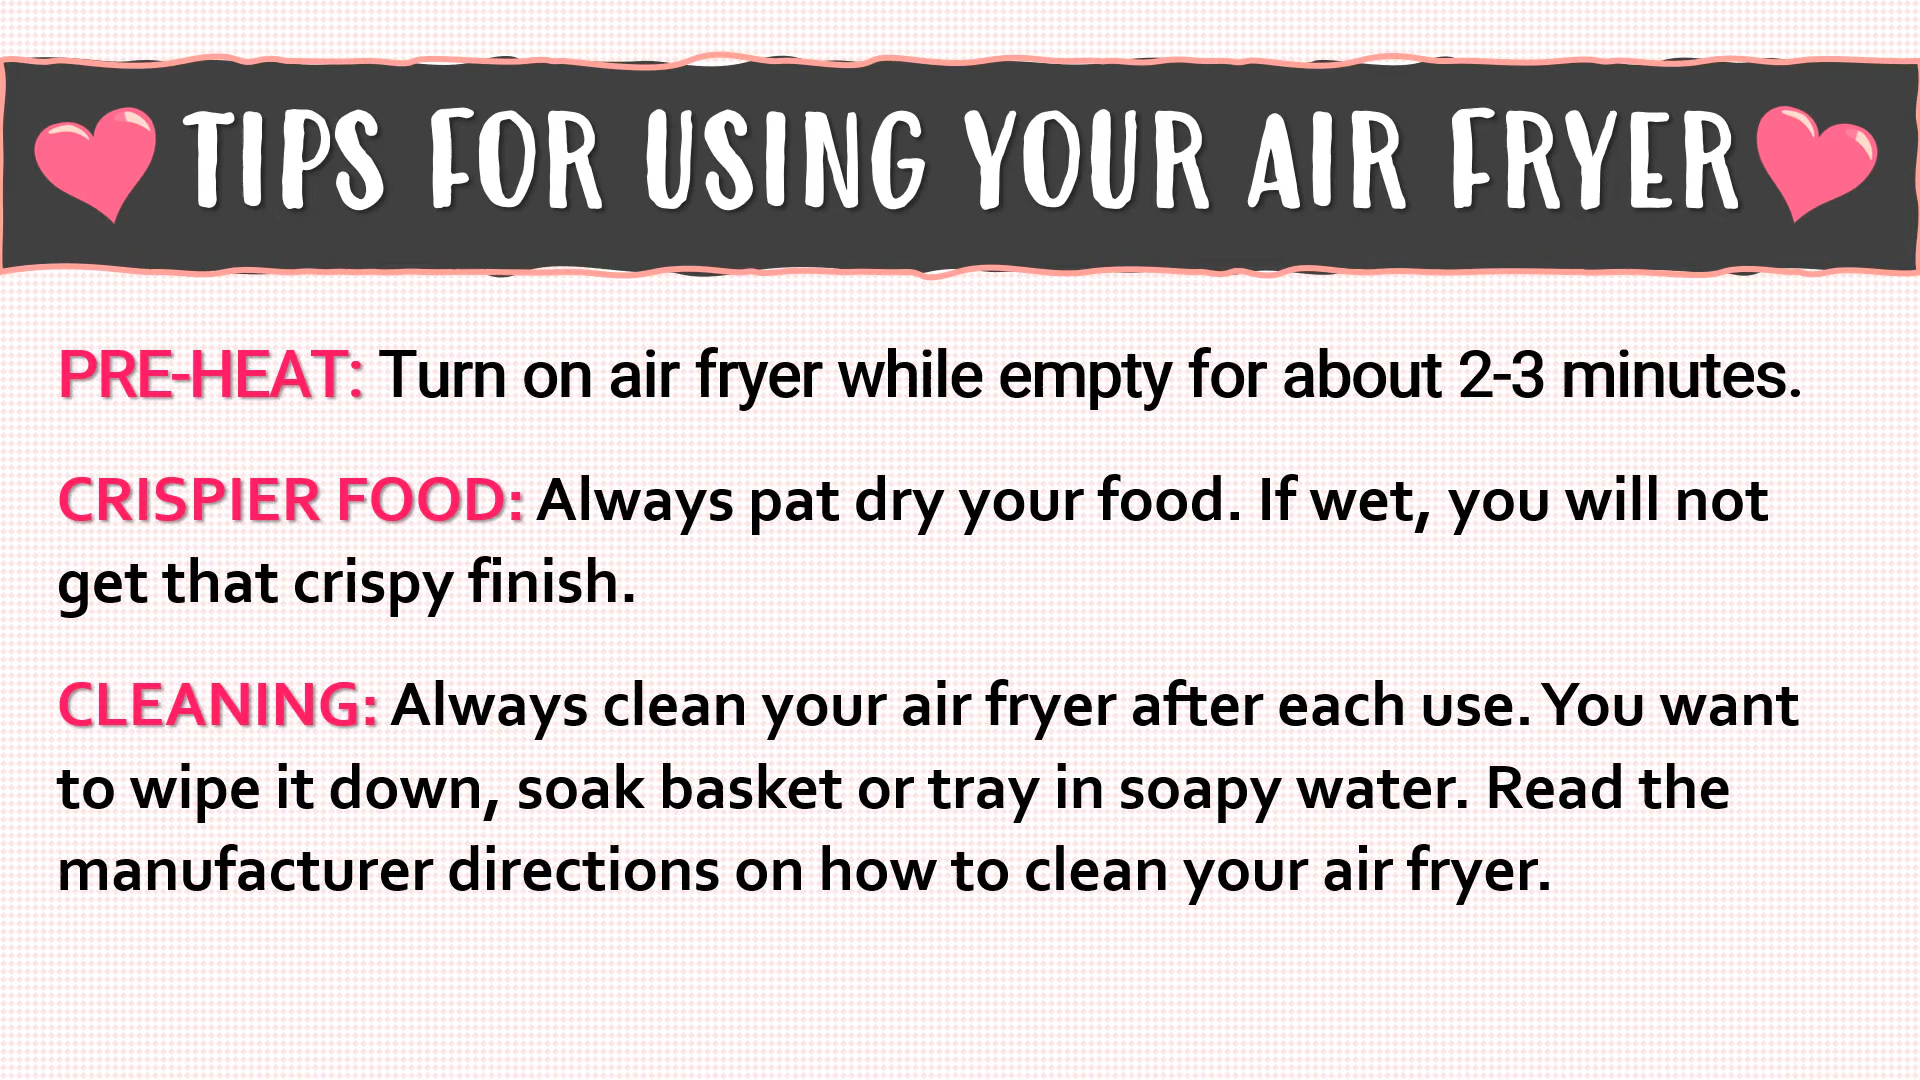 TIPS FOR USING YOUR AIR FRYER
PRE-HEAT: Turn on air fryer while empty for about 2-3 minutes.
CRISPIER FOOD: Always pat dry your food. If wet, you will not
get that crispy finish.
CLEANING: Always clean your air fryer after each use. You want
to wipe it down, soak basket or tray in soapy water. Read the
manufacturer directions on how to clean your air fryer.